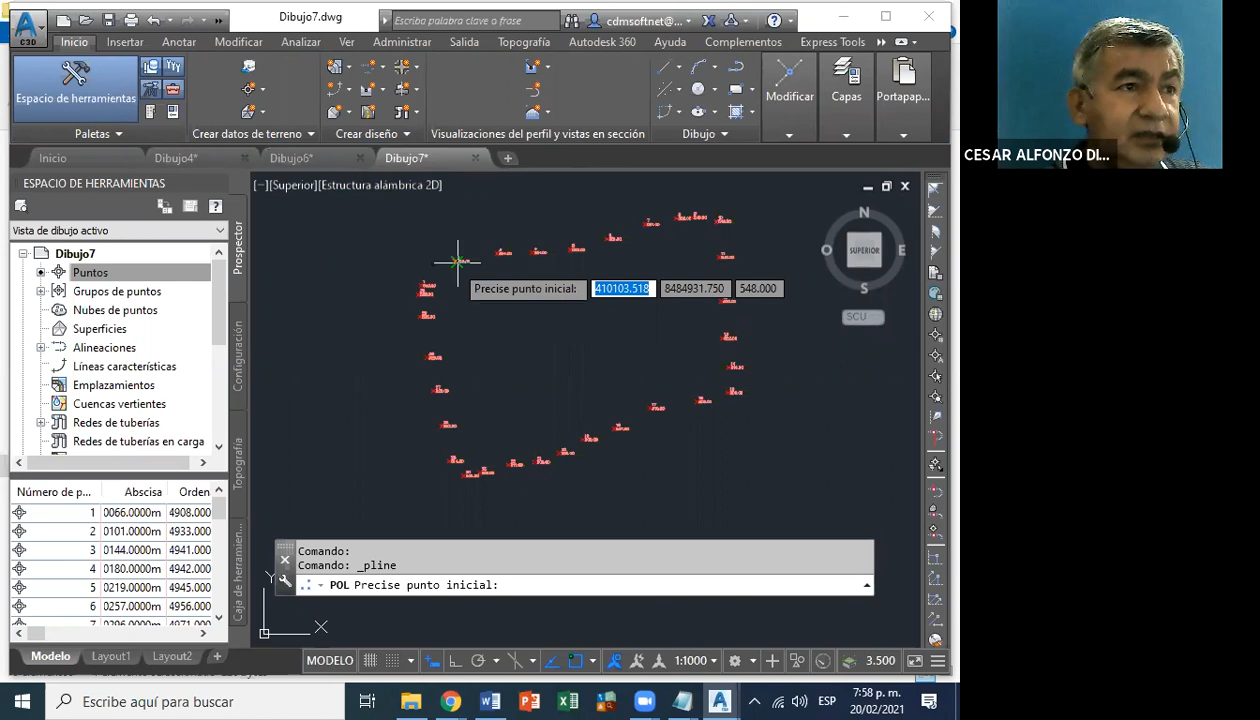 Dibujo7.dwg
Escriba palabra clave o frase
cdmsoftnet@...
C3D
Inicio
Insertar
Anotar
Modificar
Analizar
Ver
Administrar
Salida
Topografía
Autodesk 360
Ayuda
Complementos
Express Tools
Espacio de herramientas
Modificar
Capas
Portapap...
Paletas
Crear datos de terreno
Crear diseño
Visualizaciones del perfil y vistas en sección
Dibujo
Inicio
Dibujo4*
Dibujo6*
Dibujo7*
ESPACIO DE HERRAMIENTAS
Vista de dibujo activo
Dibujo7
Puntos
Grupos de puntos
Nubes de puntos
Superficies
Alineaciones
Líneas características
Emplazamientos
Cuencas vertientes
Redes de tuberías
Redes de tuberías en carga
Prospector
Configuración
Topografía
Caja de herramien...
Número de p...
Abscisa
Orden
1 0066.0000m 4908.000
2 0101.0000m 4933.000
3 0144.0000m 4941.000
4 0180.0000m 4942.000
5 0219.0000m 4945.000
6 0257.0000m 4956.000
7 0296.0000m 4971.000
[−][Superior][Estructura alámbrica 2D]
N
O
SUPERIOR
E
S
SCU
Precise punto inicial:
410103.518
8484931.750
548.000
Comando:
Comando: _pline
POL Precise punto inicial:
Y
X
Modelo
Layout1
Layout2
MODELO
1:1000
3.500
Escribe aquí para buscar
ESP
7:58 p. m.
20/02/2021
CESAR ALFONZO DI...